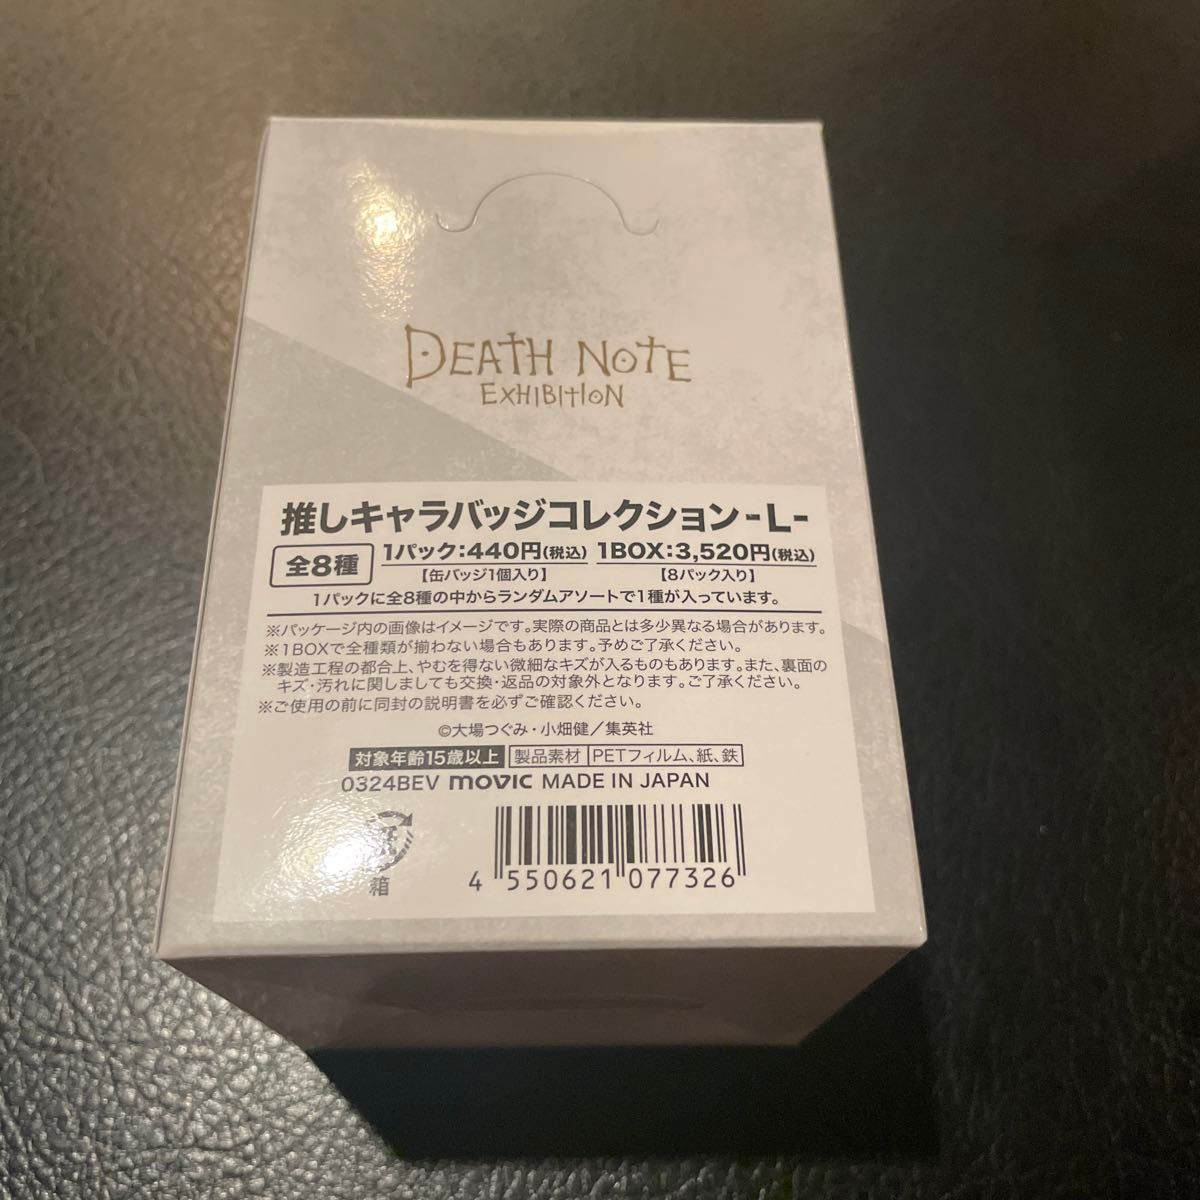 DEATH NOTE
EXHIBITION
推しキャラバッジコレクション-L-
全8種 1パック:440円(税込) 1BOX:3,520円(税込)
【缶バッジ1個入り】 【8パック入り】
1パックに全8種の中からランダムアソートで1種が入っています。
※パッケージ内の画像はイメージです。実際の商品とは多少異なる場合があります。
※1BOXで全種類が揃わない場合もあります。予めご了承ください。
※製造工程の都合上、やむを得ない微細なキズが入るものもあります。また、裏面の
キズ・汚れに関しましても交換・返品の対象外となります。ご了承ください。
※ご使用の前に同封の説明書を必ずご確認ください。
©大場つぐみ・小畑健/集英社
対象年齢15歳以上 製品素材 PETフィルム、紙、鉄
0324BEV movic MADE IN JAPAN
箱
4 550621 077326